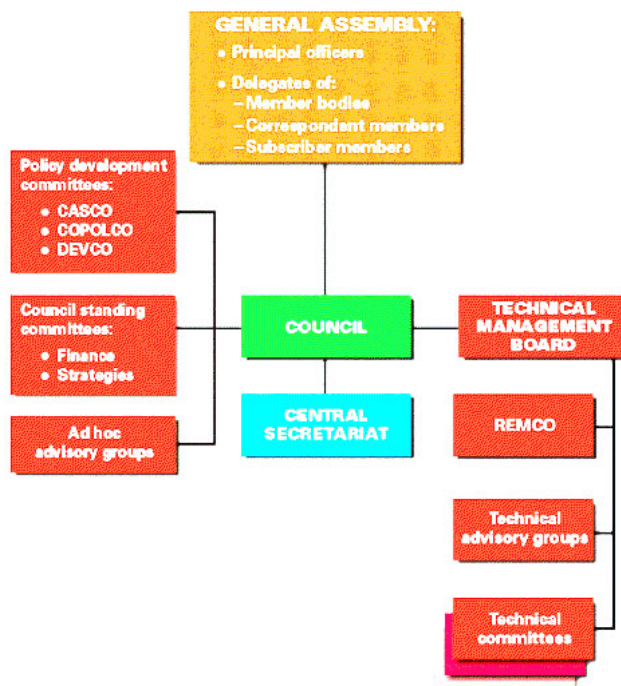 GENERAL ASSEMBLY:
• Principal officers
• Delegates of:
– Member bodies
– Correspondent members
– Subscriber members
Policy development
committees:
• CASCO
• COPOLCO
• DEVCO
Council standing
committees:
• Finance
• Strategies
Ad hoc
advisory groups
COUNCIL
CENTRAL
SECRETARIAT
TECHNICAL
MANAGEMENT
BOARD
REMCO
Technical
advisory groups
Technical
committees